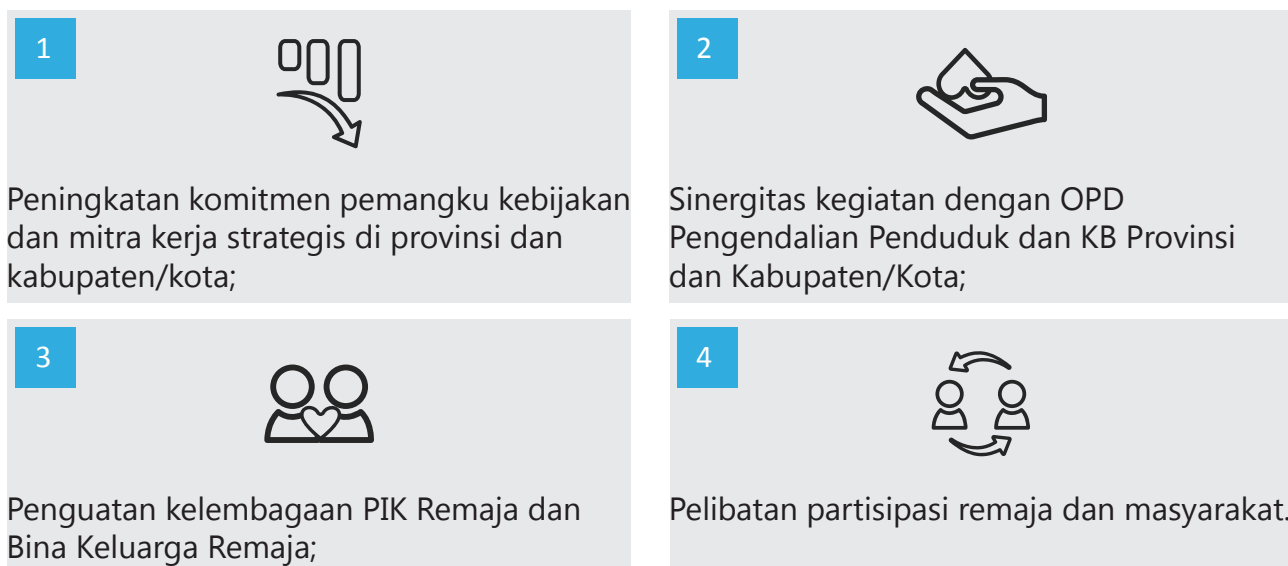 1
Peningkatan komitmen pemangku kebijakan
dan mitra kerja strategis di provinsi dan
kabupaten/kota;
2
Sinergitas kegiatan dengan OPD
Pengendalian Penduduk dan KB Provinsi
dan Kabupaten/Kota;
3
Penguatan kelembagaan PIK Remaja dan
Bina Keluarga Remaja;
4
Pelibatan partisipasi remaja dan masyarakat.